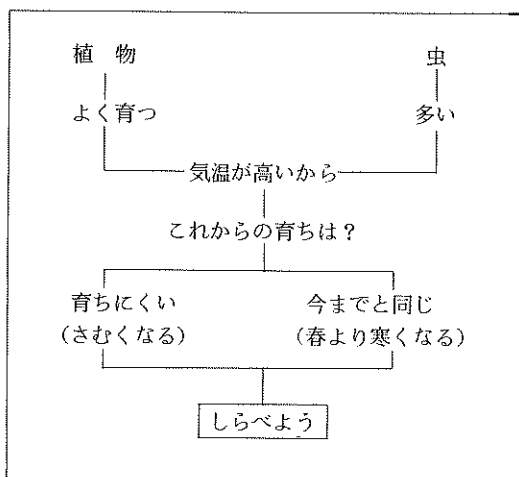 植物 虫
よく育つ 多い
気温が高いから
これからの育ちは？
育ちにくい 今までと同じ
（さむくなる） （春より寒くなる）
しらべよう